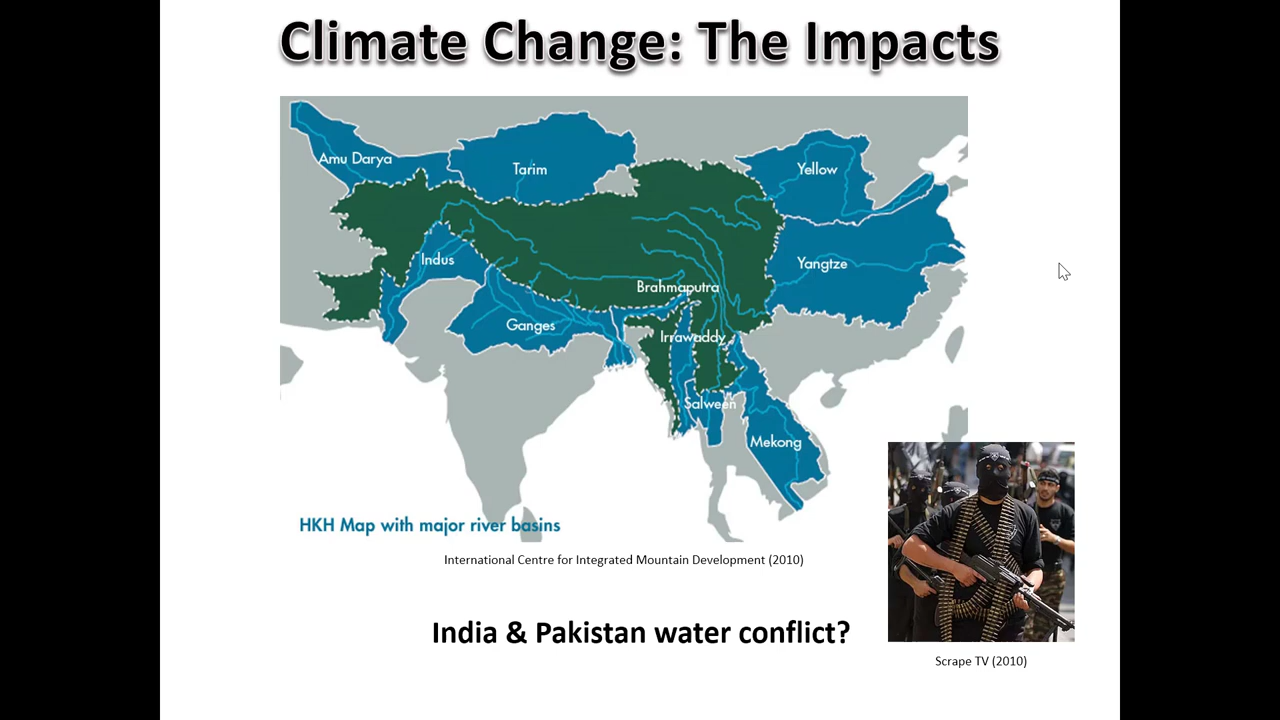 Climate Change: The Impacts
Amu Darya
Tarim
Yellow
Indus
Yangtze
Brahmaputra
Ganges
Irrawaddy
Salween
Mekong
HKH Map with major river basins
International Centre for Integrated Mountain Development (2010)
India & Pakistan water conflict?
Scrape TV (2010)